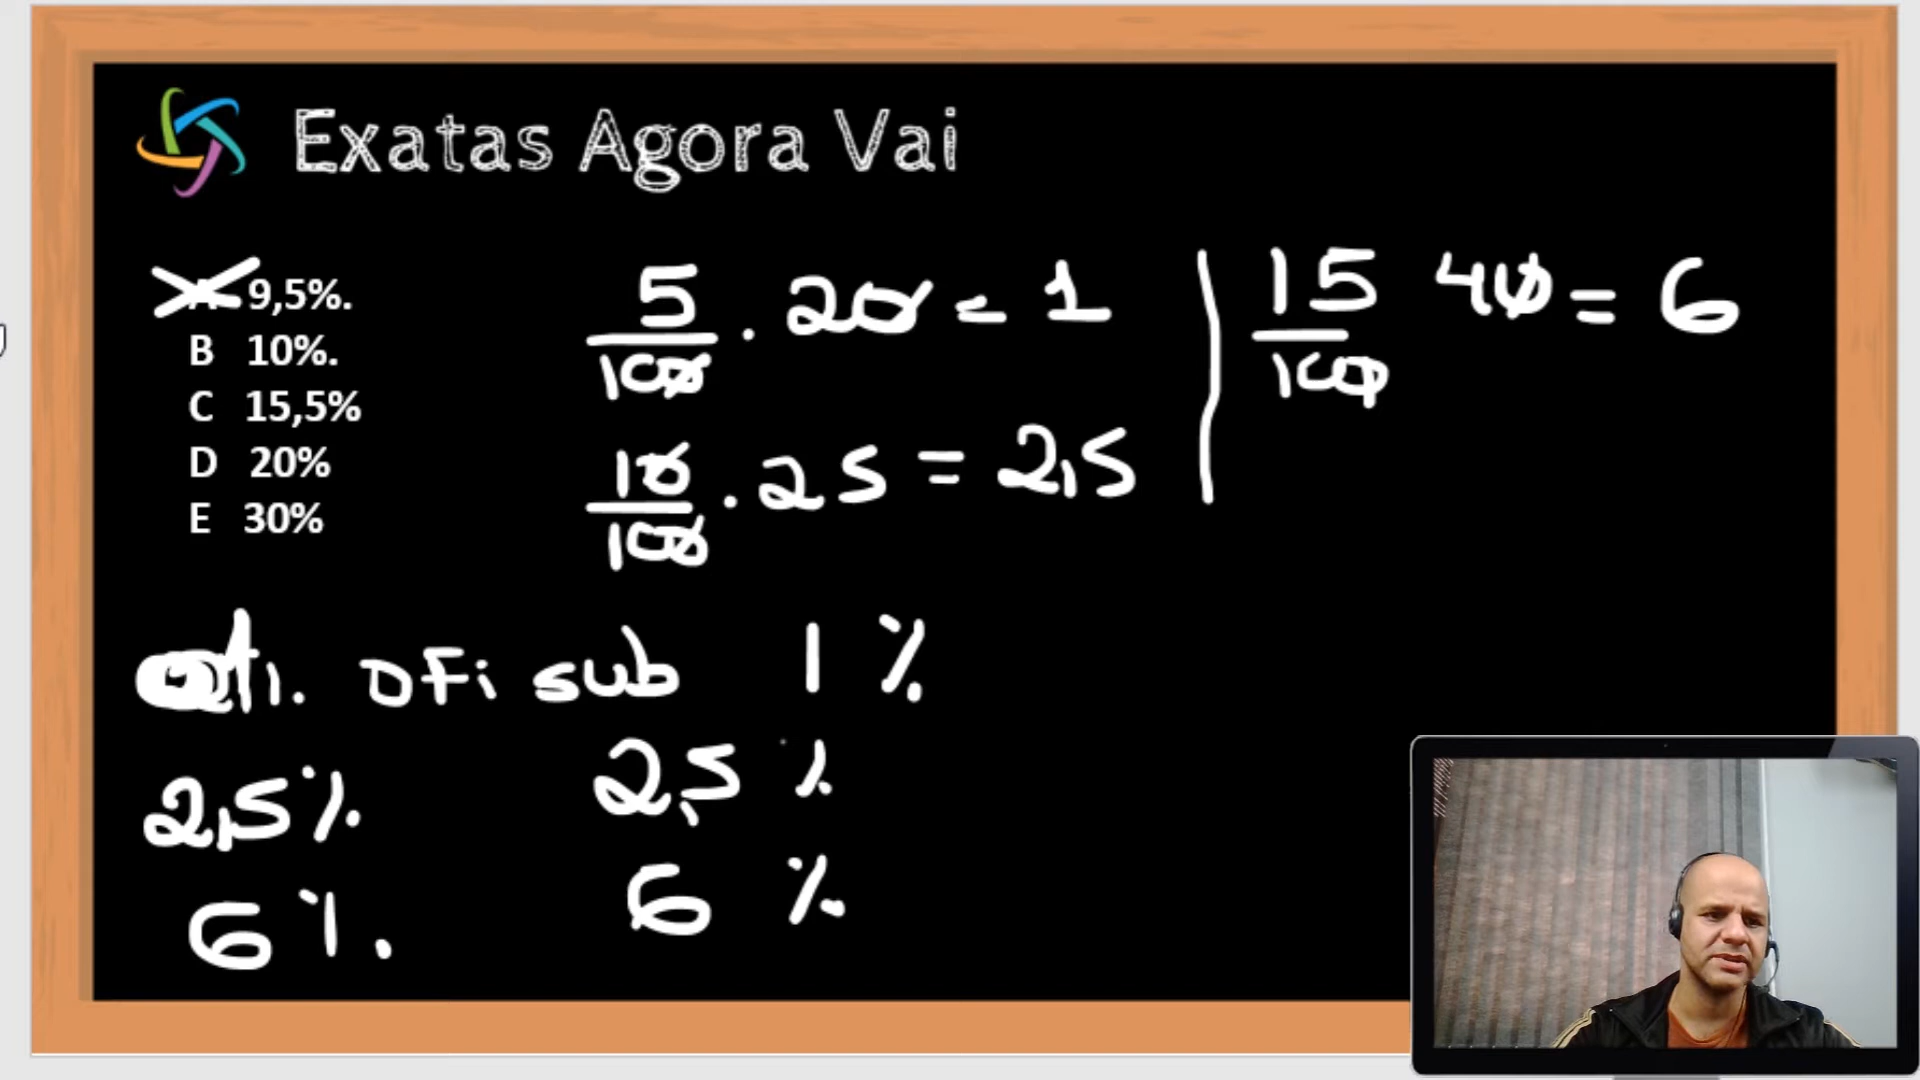 Exatas Agora Vai
A 9,5%.
B 10%.
C 15,5%
D 20%
E 30%
5/100 . 20 = 1
10/100 . 25 = 2,5
15/100 40 = 6
ofi sub 1 %
2,5 % 2,5 %
6 %. 6 %